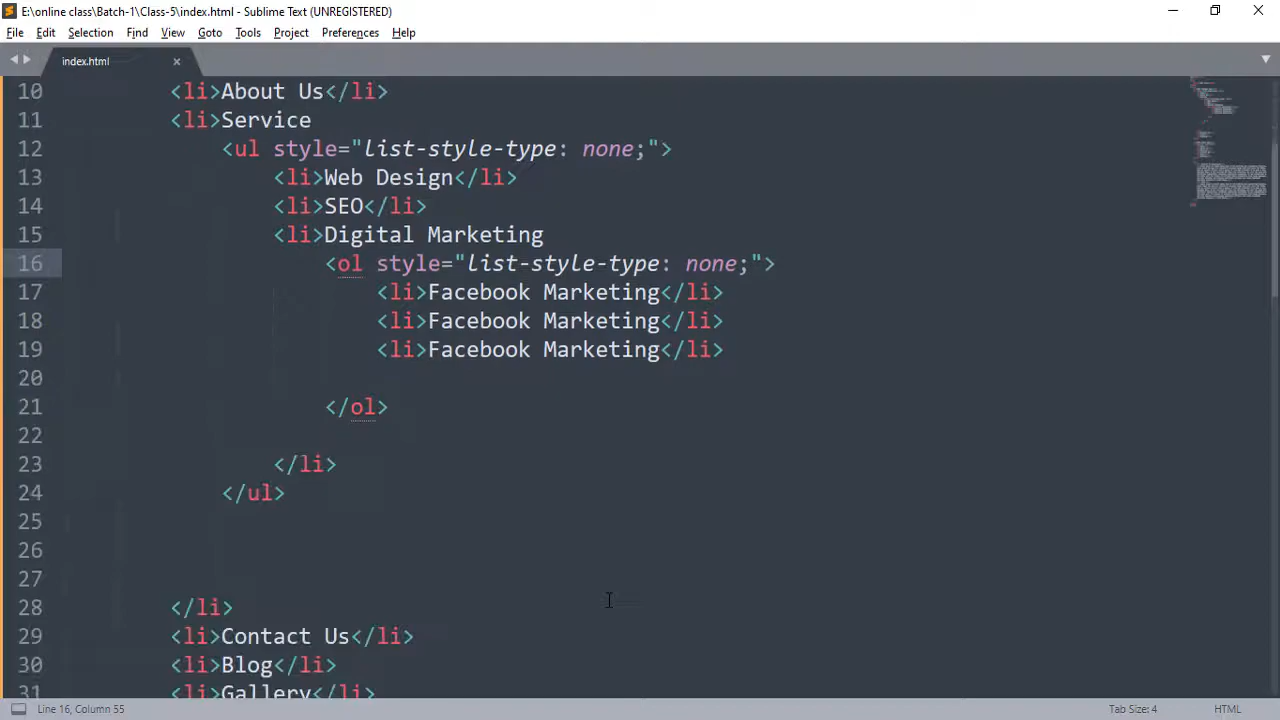 E:\online class\Batch-1\Class-5\index.html - Sublime Text (UNREGISTERED)
File Edit Selection Find View Goto Tools Project Preferences Help
index.html
10 <li>About Us</li>
11 <li>Service
12 <ul style="list-style-type: none;">
13 <li>Web Design</li>
14 <li>SEO</li>
15 <li>Digital Marketing
16 <ol style="list-style-type: none;">
17 <li>Facebook Marketing</li>
18 <li>Facebook Marketing</li>
19 <li>Facebook Marketing</li>
20
21 </ol>
22
23 </li>
24 </ul>
25
26
27
28 </li>
29 <li>Contact Us</li>
30 <li>Blog</li>
31 <li>Gallery</li>
Line 16, Column 55 Tab Size: 4 HTML